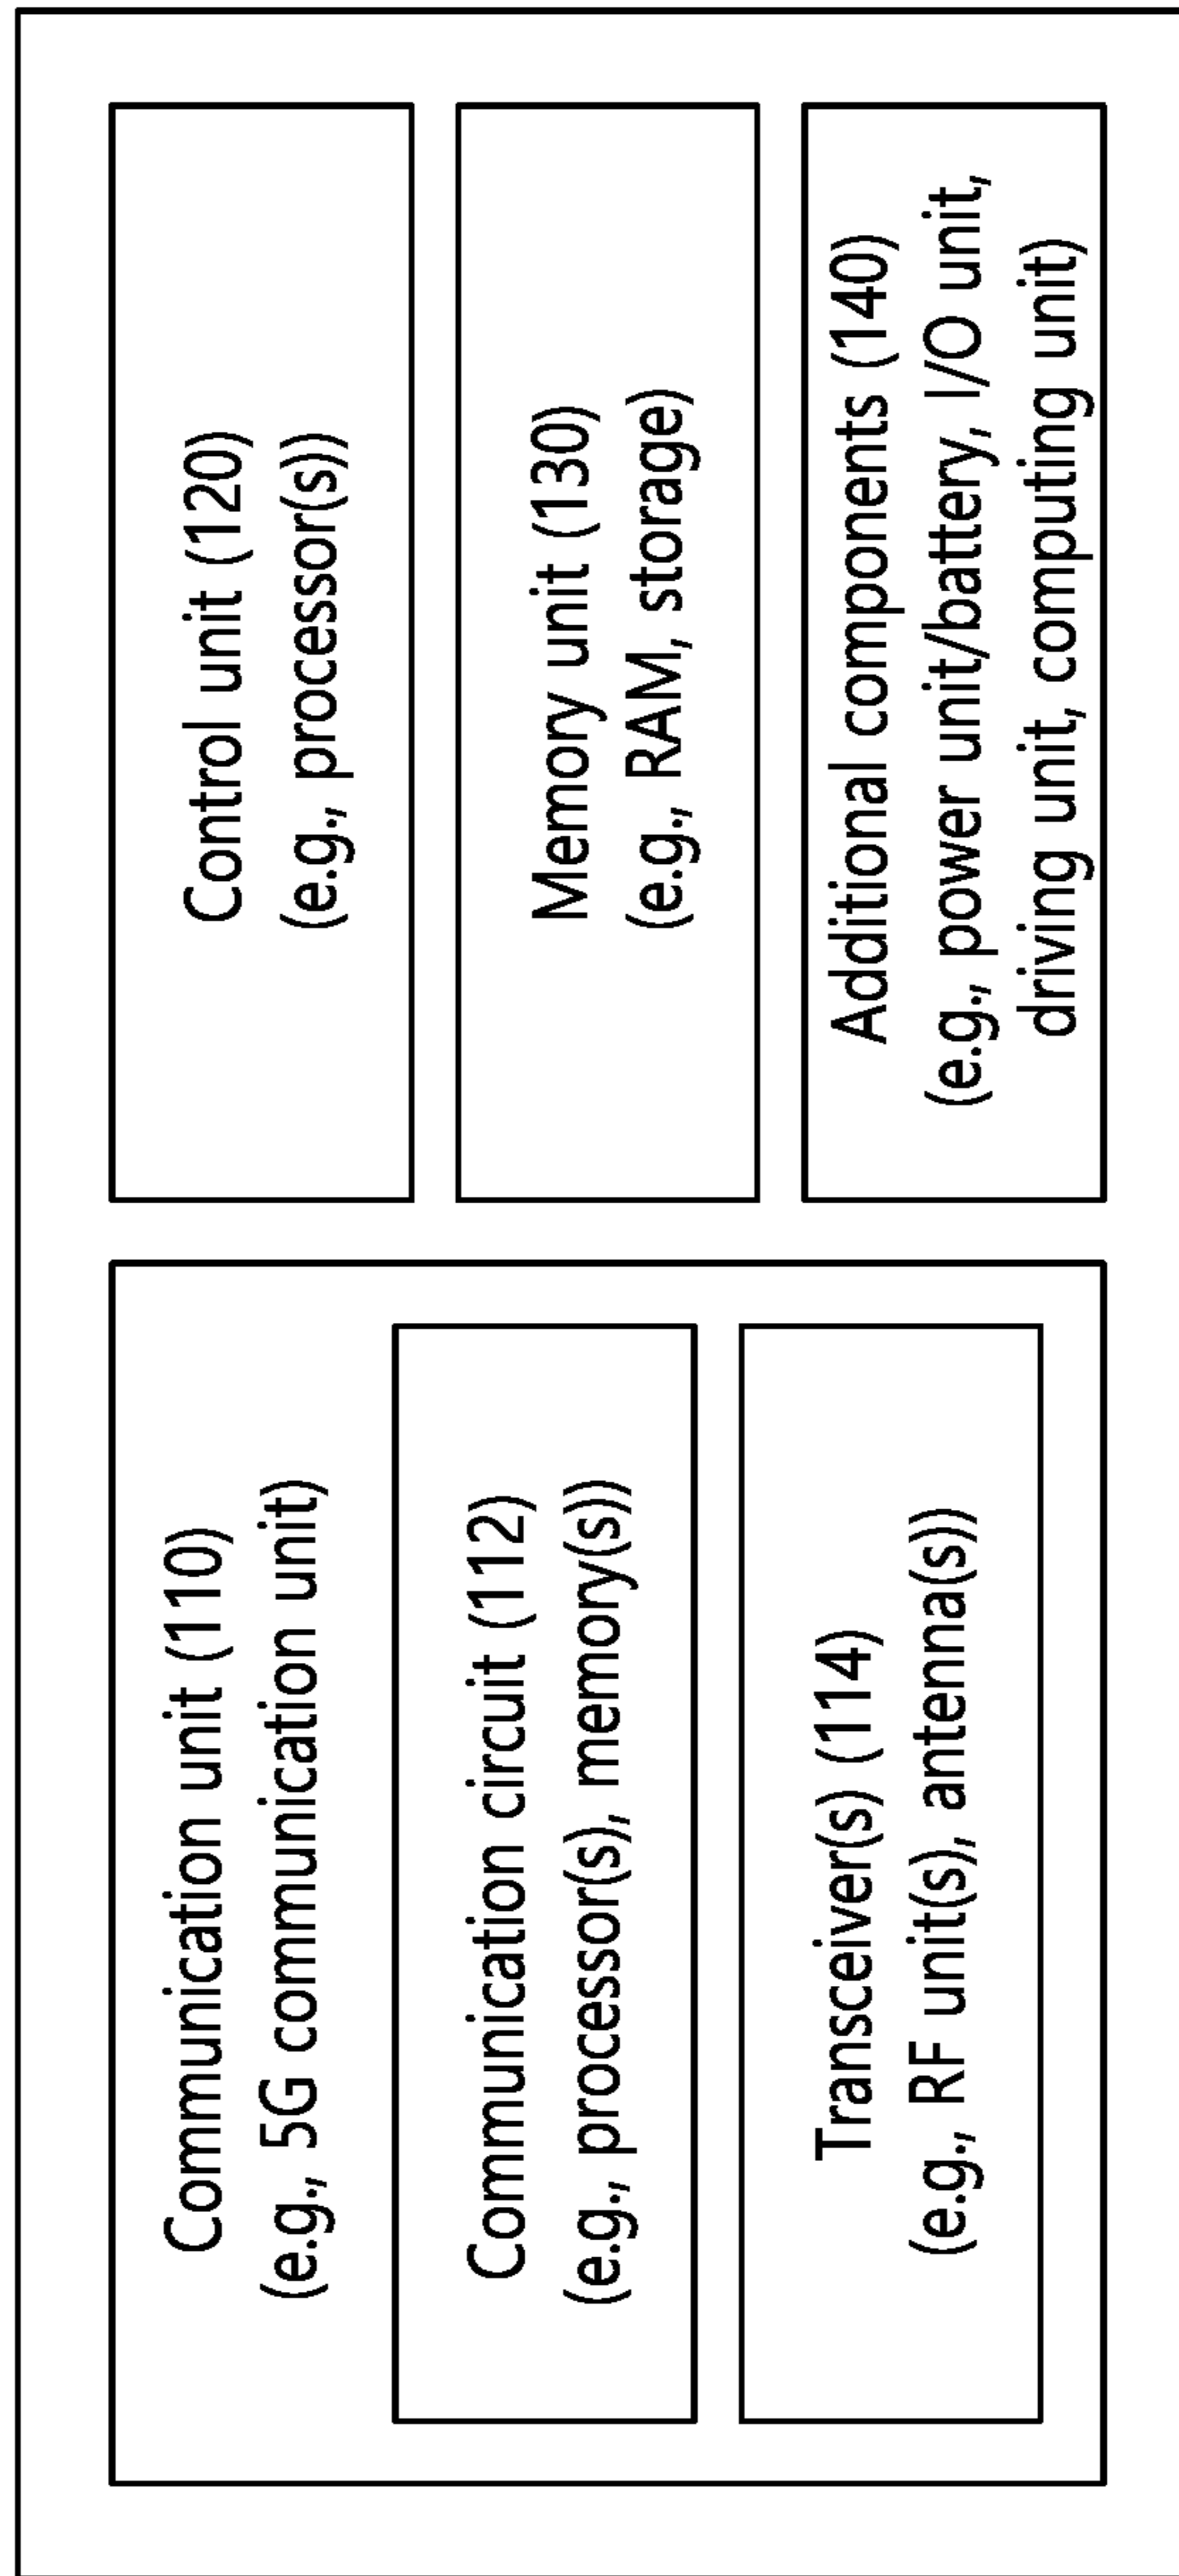 Communication unit (110)
(e.g., 5G communication unit)
Communication circuit (112)
(e.g., processor(s), memory(s))
Transceiver(s) (114)
(e.g., RF unit(s), antenna(s))
Control unit (120)
(e.g., processor(s))
Memory unit (130)
(e.g., RAM, storage)
Additional components (140)
(e.g., power unit/battery, I/O unit,
driving unit, computing unit)